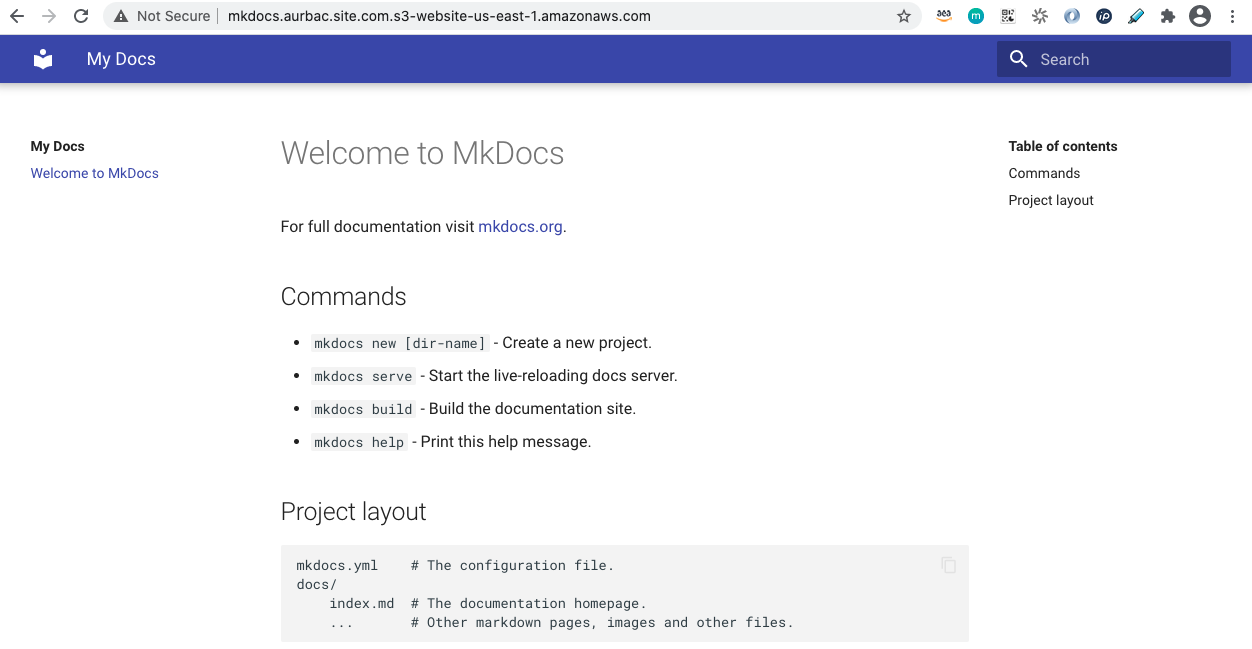 Not Secure mkdocs.aurbac.site.com.s3-website-us-east-1.amazonaws.com
My Docs
Search
My Docs
Welcome to MkDocs
Welcome to MkDocs
For full documentation visit mkdocs.org.
Commands
• mkdocs new [dir-name] - Create a new project.
• mkdocs serve - Start the live-reloading docs server.
• mkdocs build - Build the documentation site.
• mkdocs help - Print this help message.
Project layout
mkdocs.yml    # The configuration file.
docs/
    index.md  # The documentation homepage.
    ...       # Other markdown pages, images and other files.
Table of contents
Commands
Project layout